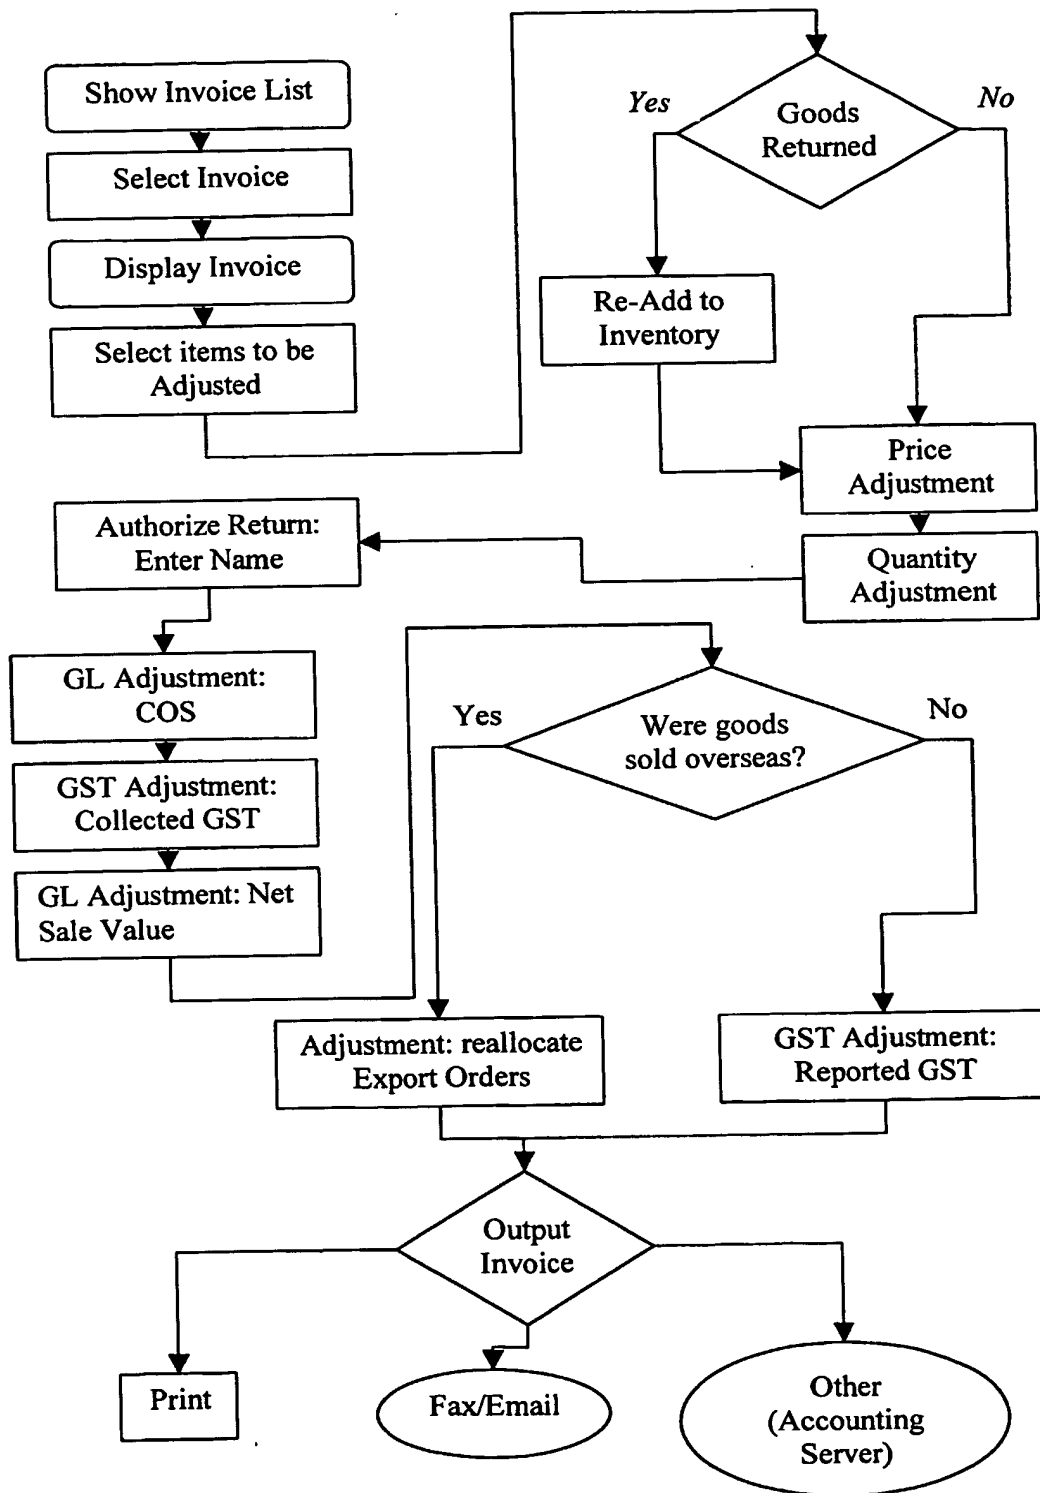 Show Invoice List
Select Invoice
Display Invoice
Select items to be
Adjusted
Yes
Goods
Returned
No
Re-Add to
Inventory
Price
Adjustment
Quantity
Adjustment
Authorize Return:
Enter Name
GL Adjustment:
COS
GST Adjustment:
Collected GST
GL Adjustment: Net
Sale Value
Yes
Were goods
sold overseas?
No
Adjustment: reallocate
Export Orders
GST Adjustment:
Reported GST
Output
Invoice
Print
Fax/Email
Other
(Accounting
Server)